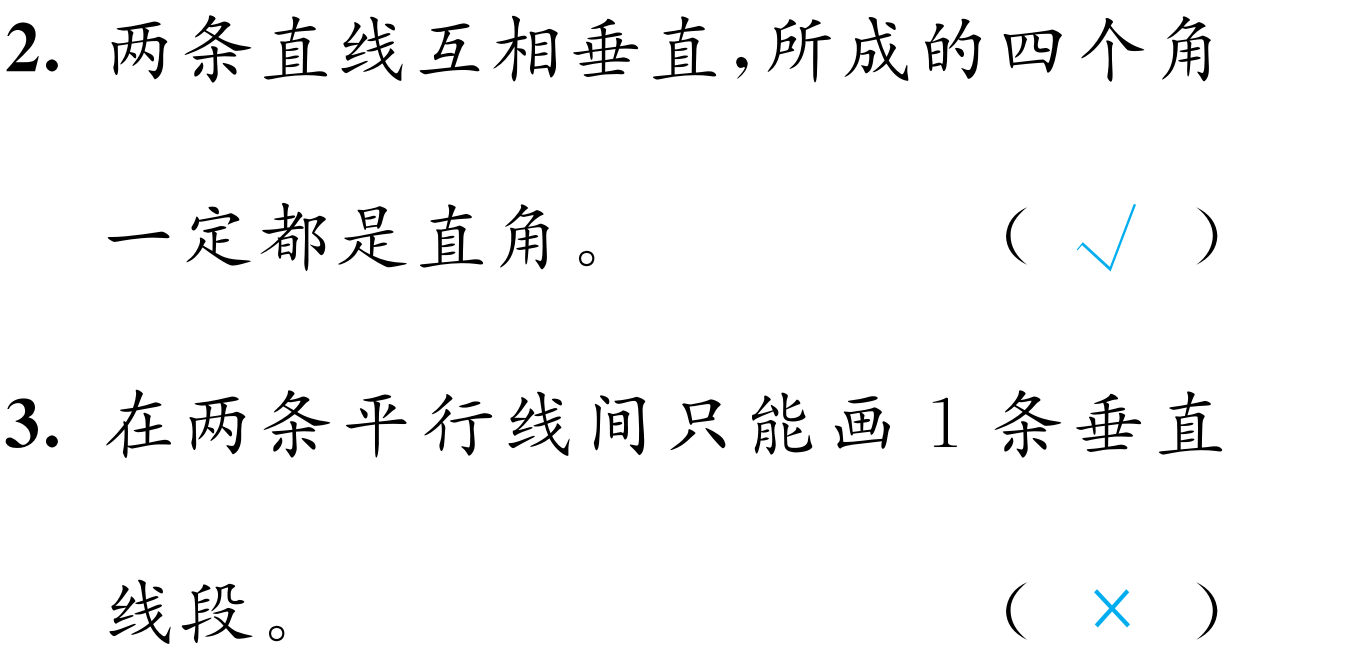 2. 两条直线互相垂直,所成的四个角
一定都是直角。 ( √ )
3. 在两条平行线间只能画 1 条垂直
线段。 ( × )